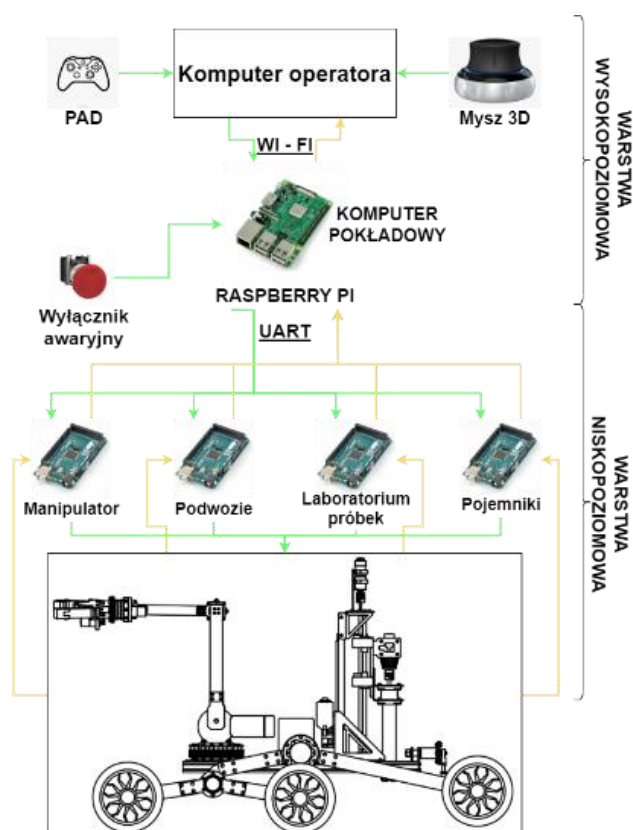 Komputer operatora
PAD
Mysz 3D
WI - FI
KOMPUTER
POKŁADOWY
RASPBERRY PI
Wyłącznik
awaryjny
UART
Manipulator
Podwozie
Laboratorium
próbek
Pojemniki
WARSTWA
WYSOKOPOZIOMOWA
WARSTWA
NISKOPOZIOMOWA